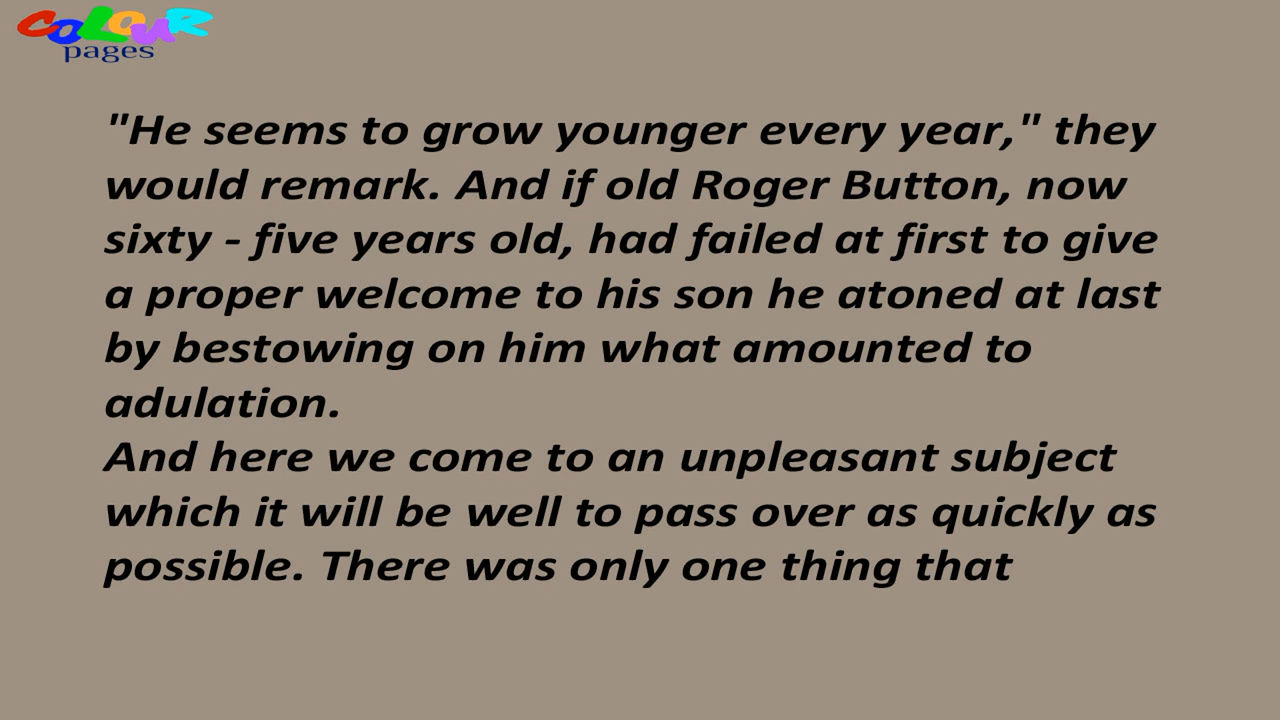 COLOUR
pages
"He seems to grow younger every year," they
would remark. And if old Roger Button, now
sixty - five years old, had failed at first to give
a proper welcome to his son he atoned at last
by bestowing on him what amounted to
adulation.
And here we come to an unpleasant subject
which it will be well to pass over as quickly as
possible. There was only one thing that